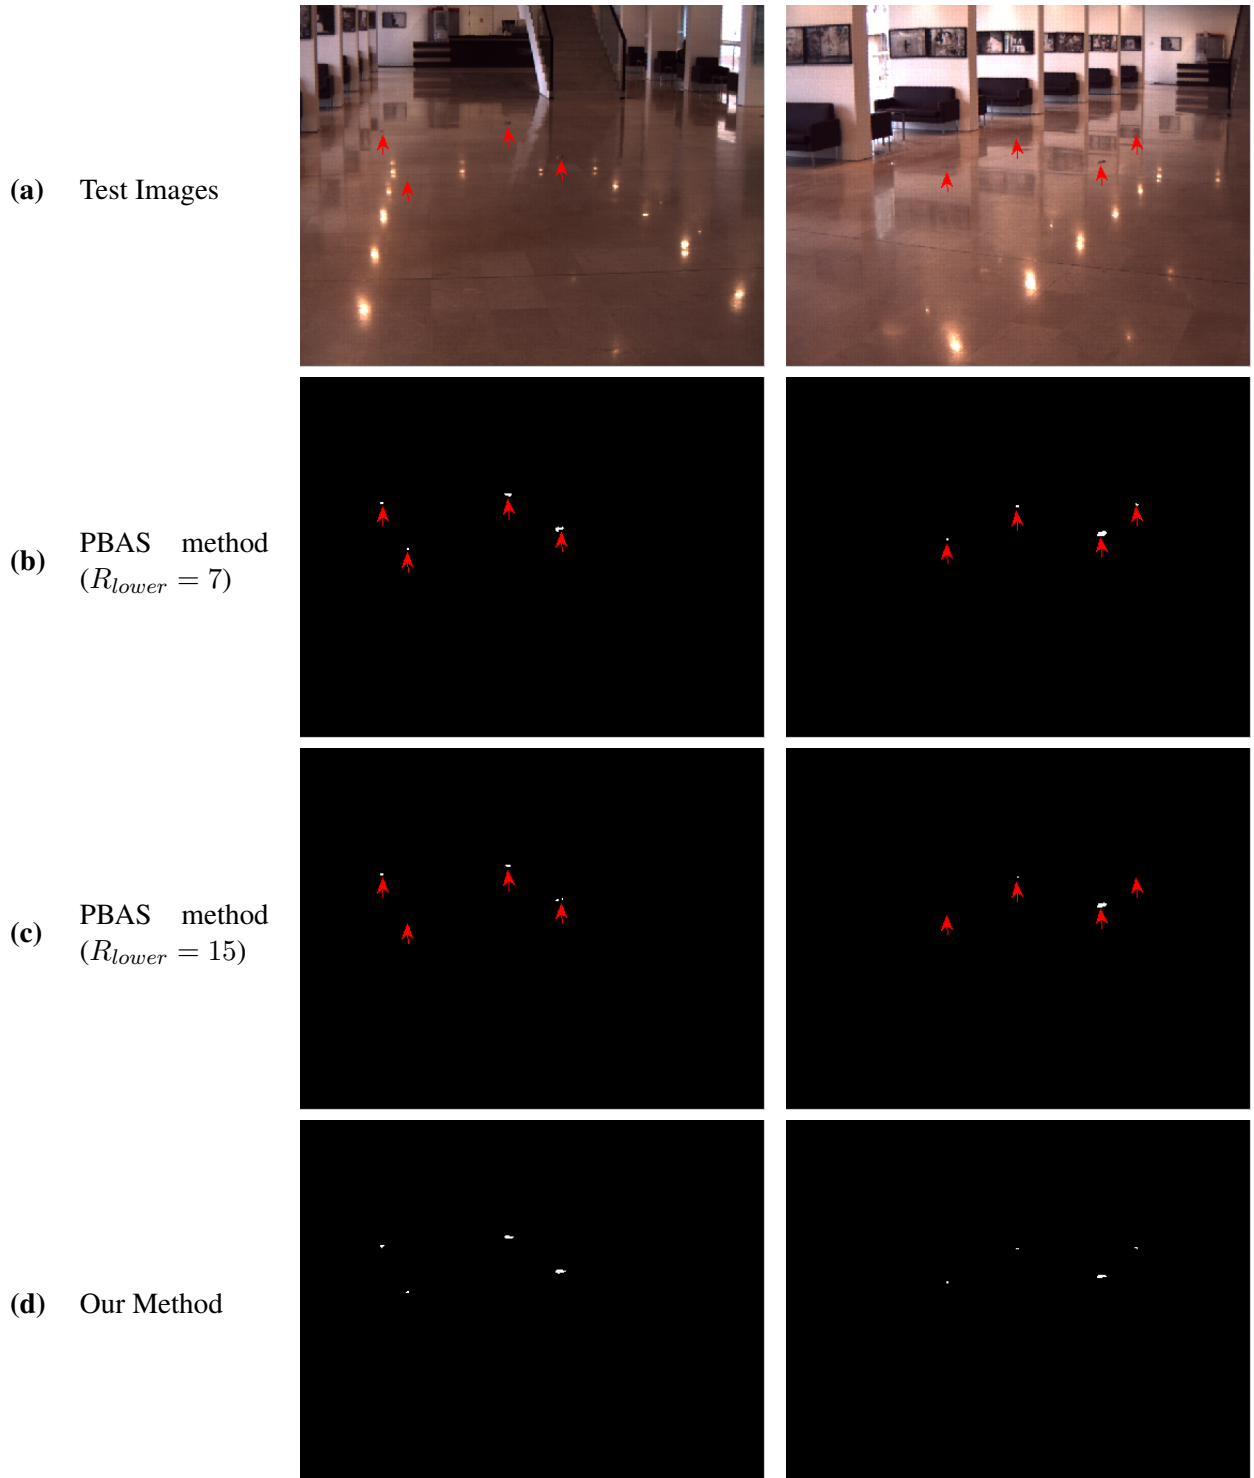 (a) Test Images
(b) PBAS method
(R_lower = 7)
(c) PBAS method
(R_lower = 15)
(d) Our Method